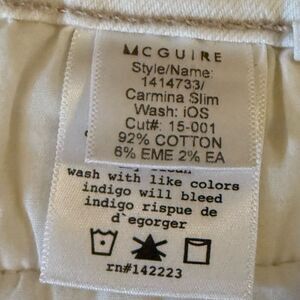 MCGUIRE
Style/Name:
1414733/
Carmina Slim
Wash: iOS
Cut#: 15-001
92% COTTON
6% EME 2% EA
wash with like colors
indigo will bleed
indigo rispue de
d`egorger
rn#142223